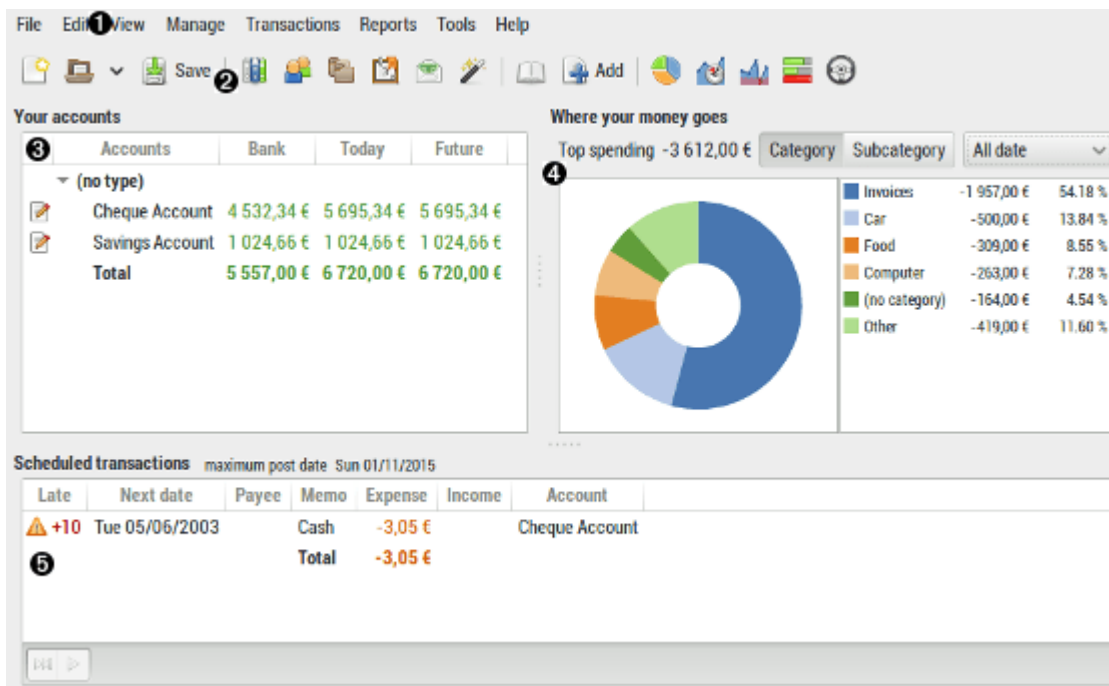 File Edit ❶ View Manage Transactions Reports Tools Help
Save ❷ Add
Your accounts
❸ Accounts Bank Today Future
(no type)
Cheque Account 4 532,34 € 5 695,34 € 5 695,34 €
Savings Account 1 024,66 € 1 024,66 € 1 024,66 €
Total 5 557,00 € 6 720,00 € 6 720,00 €
Where your money goes
Top spending -3 612,00 € Category Subcategory All date
❹
Invoices -1 957,00 € 54.18 %
Car -500,00 € 13.84 %
Food -309,00 € 8.55 %
Computer -263,00 € 7.28 %
(no category) -164,00 € 4.54 %
Other -419,00 € 11.60 %
Scheduled transactions maximum post date Sun 01/11/2015
Late Next date Payee Memo Expense Income Account
+10 Tue 05/06/2003 Cash -3,05 € Cheque Account
❺ Total -3,05 €